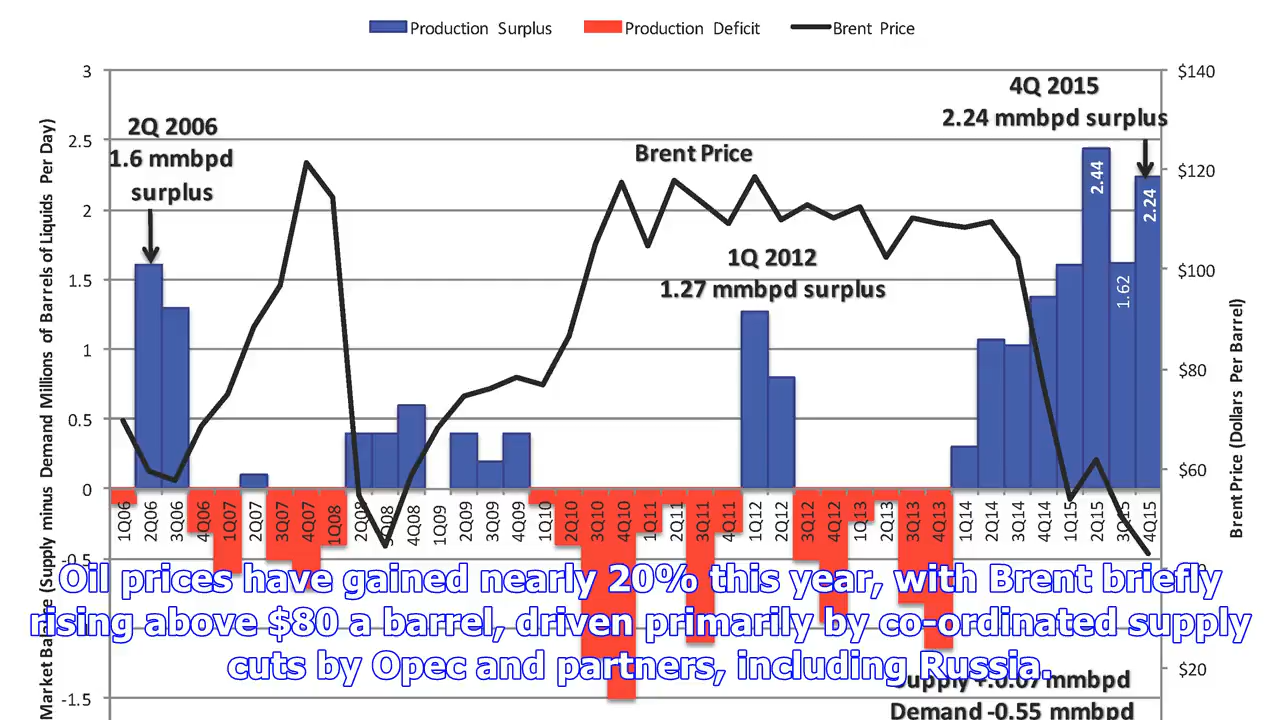 Production Surplus Production Deficit Brent Price
3
2.5
2
1.5
1
0.5
0
-0.5
-1.5
$140
$120
$100
$80
$60
$20
Market Balance (Supply minus Demand Millions of Barrels of Liquids Per Day)
Brent Price (Dollars Per Barrel)
2Q 2006
1.6 mmbpd
surplus
Brent Price
1Q 2012
1.27 mmbpd surplus
4Q 2015
2.24 mmbpd surplus
2.44
1.62
2.24
1Q06 2Q06 3Q06 4Q06 1Q07 2Q07 3Q07 4Q07 1Q08 2Q08 3Q08 4Q08 1Q09 2Q09 3Q09 4Q09 1Q10 2Q10 3Q10 4Q10 1Q11 2Q11 3Q11 4Q11 1Q12 2Q12 3Q12 4Q12 1Q13 2Q13 3Q13 4Q13 1Q14 2Q14 3Q14 4Q14 1Q15 2Q15 3Q15 4Q15
Oil prices have gained nearly 20% this year, with Brent briefly
rising above $80 a barrel, driven primarily by co-ordinated supply
cuts by Opec and partners, including Russia.
Supply mmbpd
Demand -0.55 mmbpd